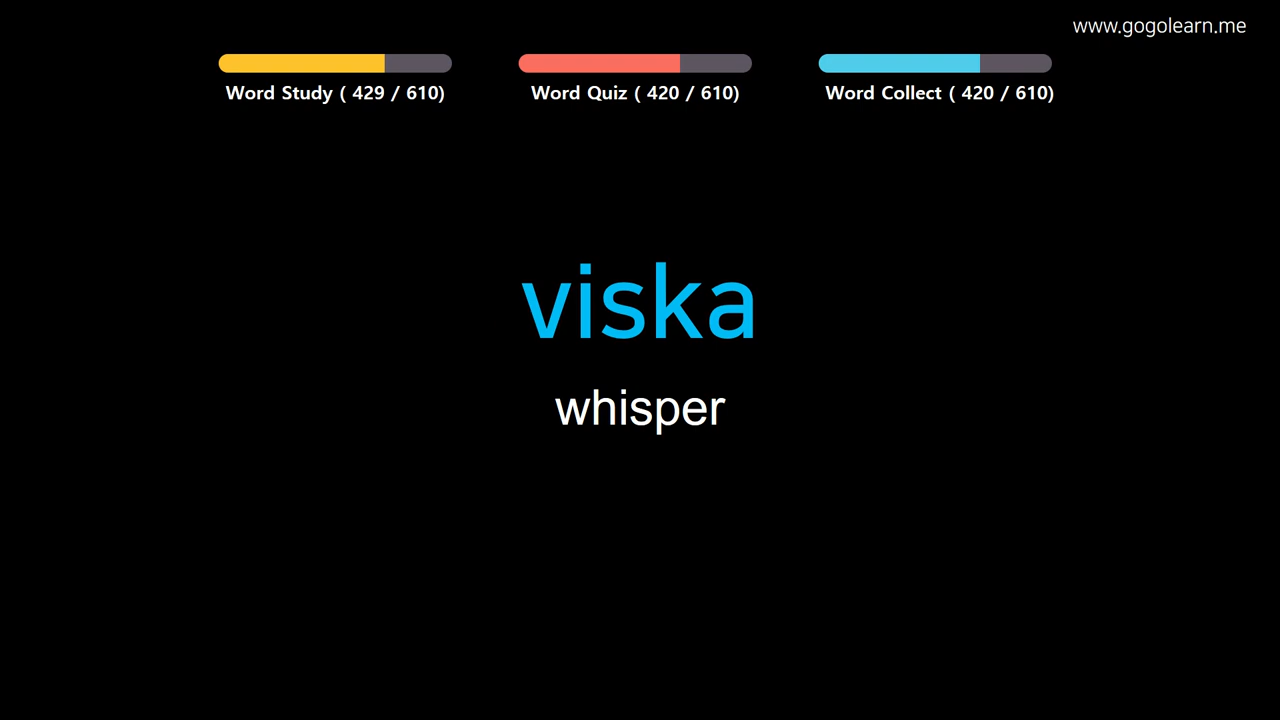 www.gogolearn.me
Word Study ( 429 / 610)
Word Quiz ( 420 / 610)
Word Collect ( 420 / 610)
viska
whisper